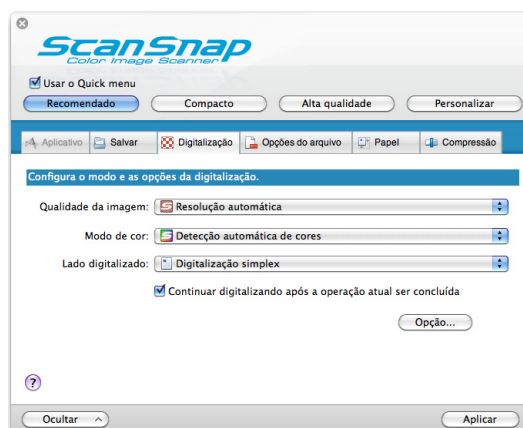 ScanSnap
Color Image Scanner
Usar o Quick menu
Recomendado Compacto Alta qualidade Personalizar
Aplicativo Salvar Digitalização Opções do arquivo Papel Compressão
Configura o modo e as opções da digitalização.
Qualidade da imagem: Resolução automática
Modo de cor: Detecção automática de cores
Lado digitalizado: Digitalização simplex
Continuar digitalizando após a operação atual ser concluída
Opção...
?
Ocultar Aplicar